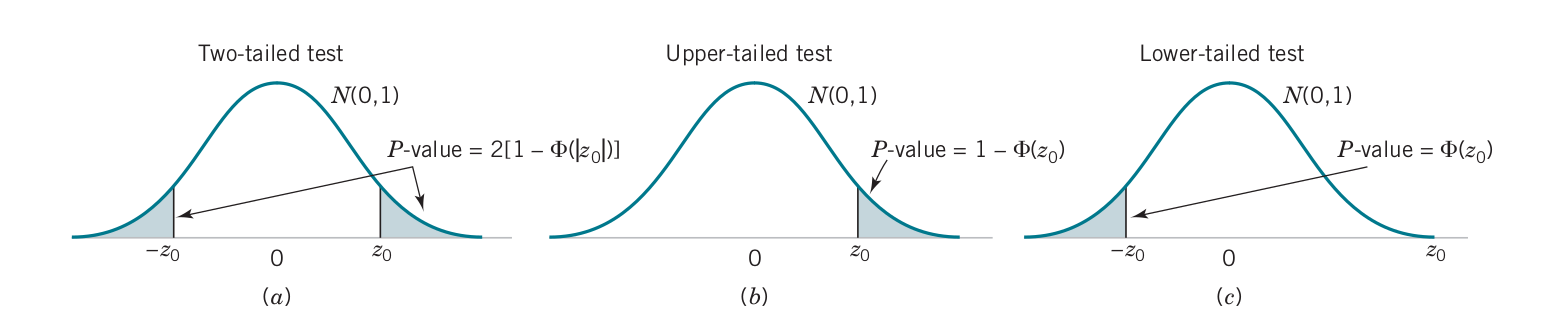 Two-tailed test
N(0,1)
P-value = 2[1 – Φ(|z₀|)]
–z₀ 0 z₀
(a)
Upper-tailed test
N(0,1)
P-value = 1 – Φ(z₀)
0 z₀
(b)
Lower-tailed test
N(0,1)
P-value = Φ(z₀)
–z₀ 0 z₀
(c)